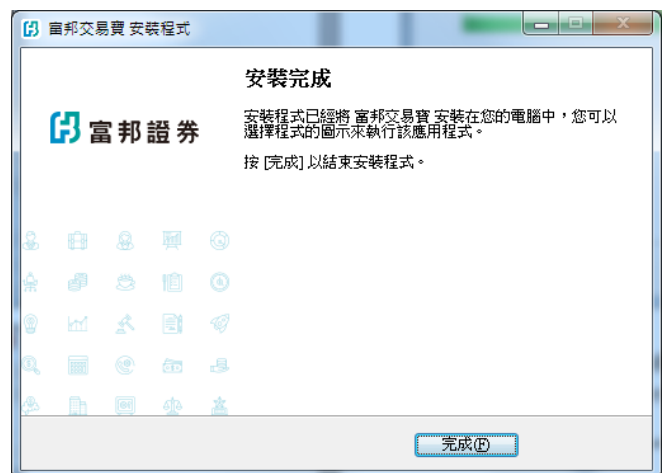 富邦交易寶 安裝程式
安裝完成
富邦證券
安裝程式已經將 富邦交易寶 安裝在您的電腦中，您可以
選擇程式的圖示來執行該應用程式。
按 [完成] 以結束安裝程式。
完成(F)